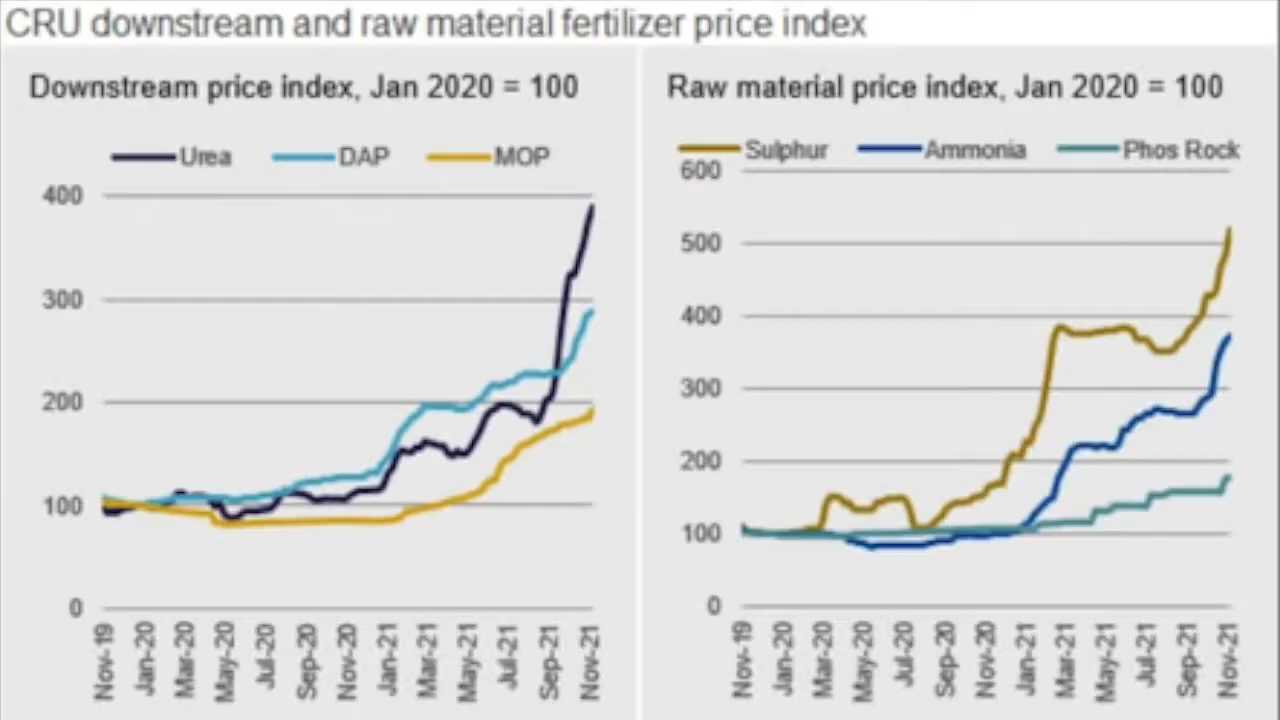 CRU downstream and raw material fertilizer price index
Downstream price index, Jan 2020 = 100
Urea DAP MOP
400
300
200
100
0
Nov-19 Jan-20 Mar-20 May-20 Jul-20 Sep-20 Nov-20 Jan-21 Mar-21 May-21 Jul-21 Sep-21 Nov-21
Raw material price index, Jan 2020 = 100
Sulphur Ammonia Phos Rock
600
500
400
300
200
100
0
Nov-19 Jan-20 Mar-20 May-20 Jul-20 Sep-20 Nov-20 Jan-21 Mar-21 May-21 Jul-21 Sep-21 Nov-21